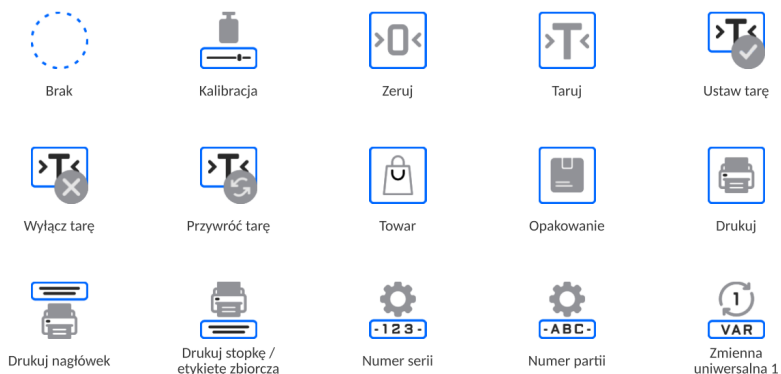 >0<
>T<
>T<
Brak
Kalibracja
Zeruj
Taruj
Ustaw tarę
>T<
>T<
Wyłącz tarę
Przywróć tarę
Towar
Opakowanie
Drukuj
-123-
-ABC-
1
VAR
Drukuj nagłówek
Drukuj stopkę /
etykietę zbiorczą
Numer serii
Numer partii
Zmienna
uniwersalna 1